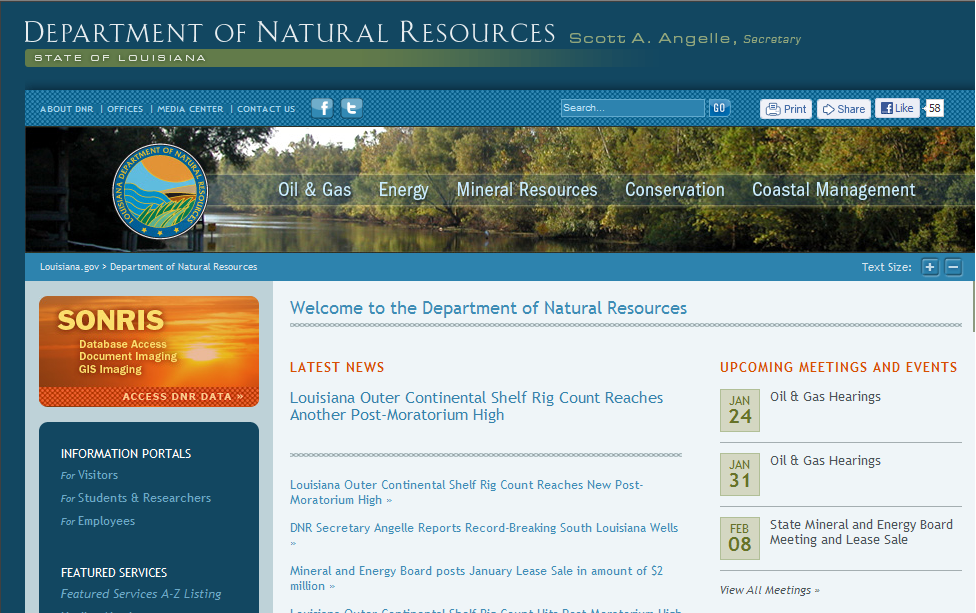 DEPARTMENT OF NATURAL RESOURCES Scott A. Angelle, Secretary
STATE OF LOUISIANA
ABOUT DNR | OFFICES | MEDIA CENTER | CONTACT US
Search... GO Print Share Like 58
LOUISIANA DEPARTMENT OF NATURAL RESOURCES
Oil & Gas Energy Mineral Resources Conservation Coastal Management
Louisiana.gov > Department of Natural Resources
Text Size: + −
SONRIS
Database Access
Document Imaging
GIS Imaging
ACCESS DNR DATA »
INFORMATION PORTALS
For Visitors
For Students & Researchers
For Employees
FEATURED SERVICES
Featured Services A-Z Listing
Welcome to the Department of Natural Resources
LATEST NEWS
Louisiana Outer Continental Shelf Rig Count Reaches
Another Post-Moratorium High
Louisiana Outer Continental Shelf Rig Count Reaches New Post-
Moratorium High »
DNR Secretary Angelle Reports Record-Breaking South Louisiana Wells
»
Mineral and Energy Board posts January Lease Sale in amount of $2
million »
Louisiana Outer Continental Shelf Rig Count Hits Post-Moratorium High
UPCOMING MEETINGS AND EVENTS
JAN
24
Oil & Gas Hearings
JAN
31
Oil & Gas Hearings
FEB
08
State Mineral and Energy Board
Meeting and Lease Sale
View All Meetings »